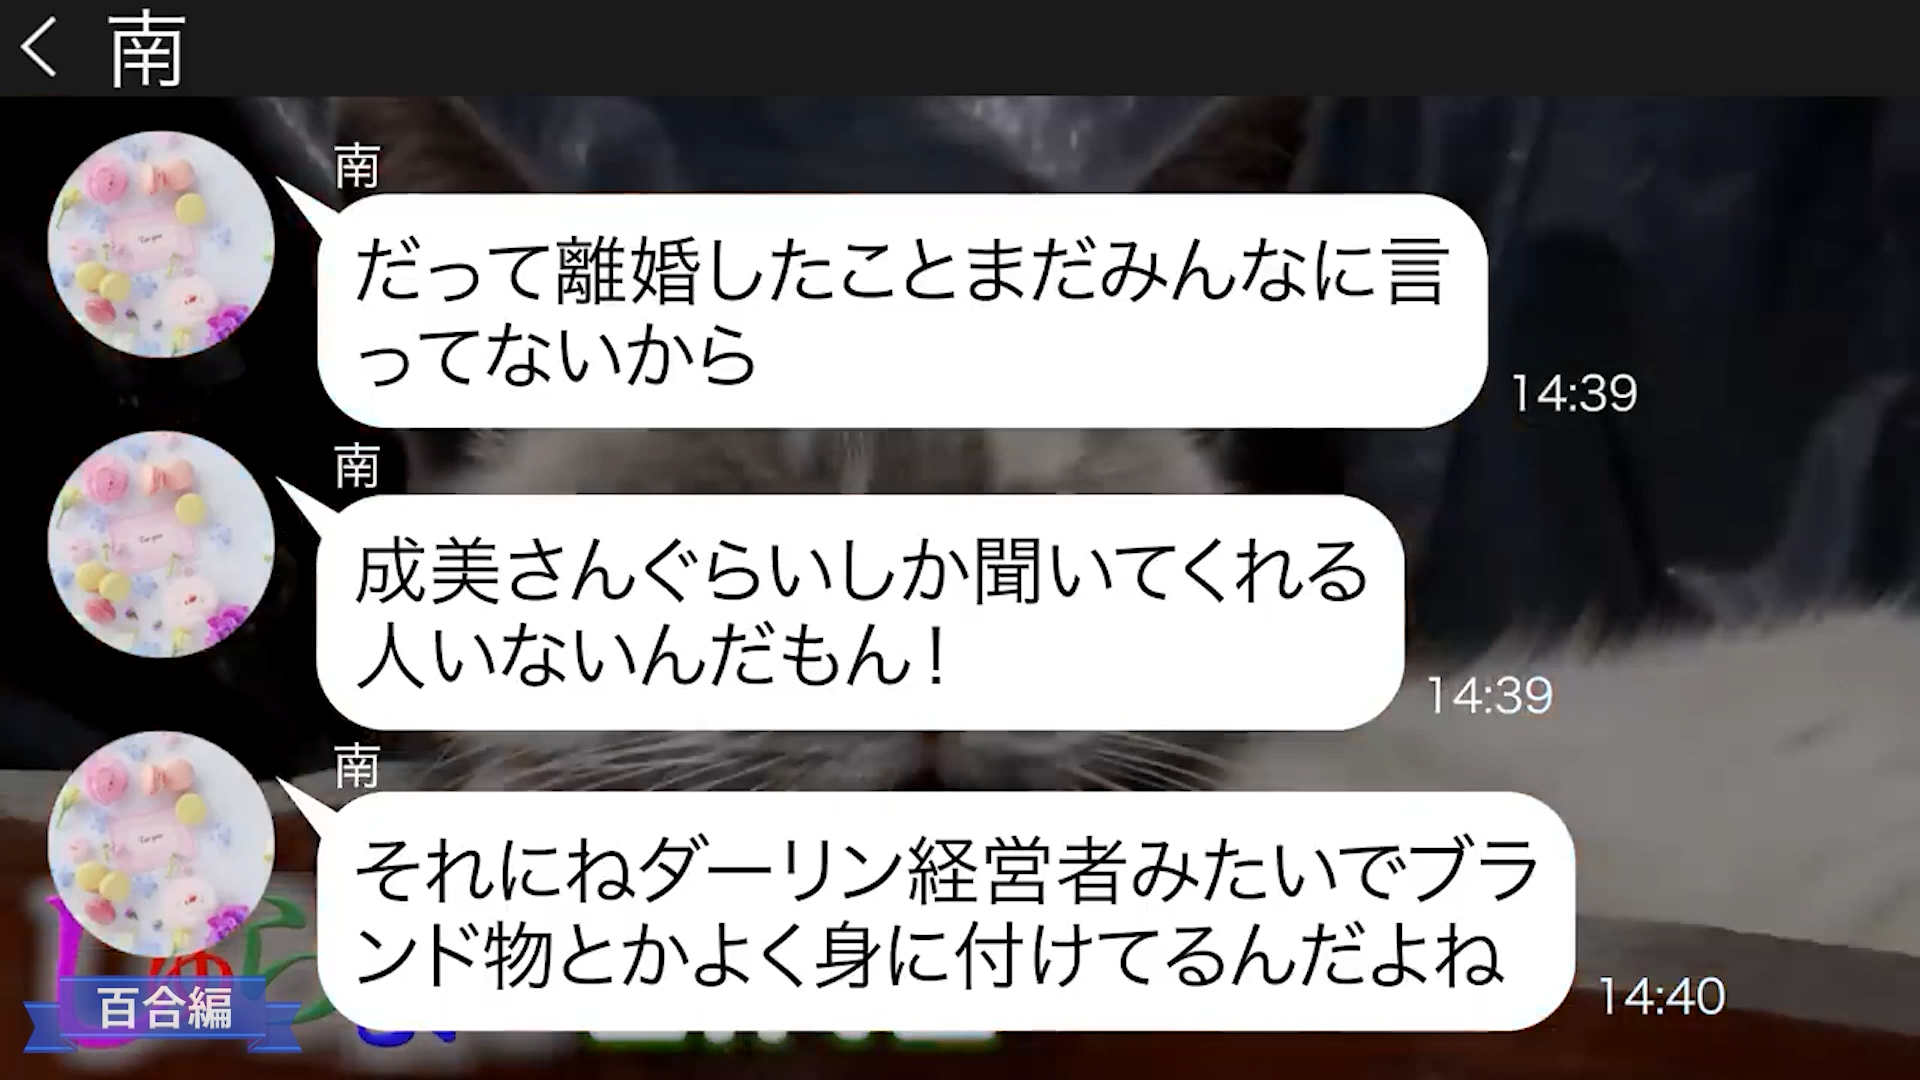 南
南
だって離婚したことまだみんなに言
ってないから
14:39
南
成美さんぐらいしか聞いてくれる
人いないんだもん！
14:39
南
それにねダーリン経営者みたいでブラ
ンド物とかよく身に付けてるんだよね
14:40
百合編